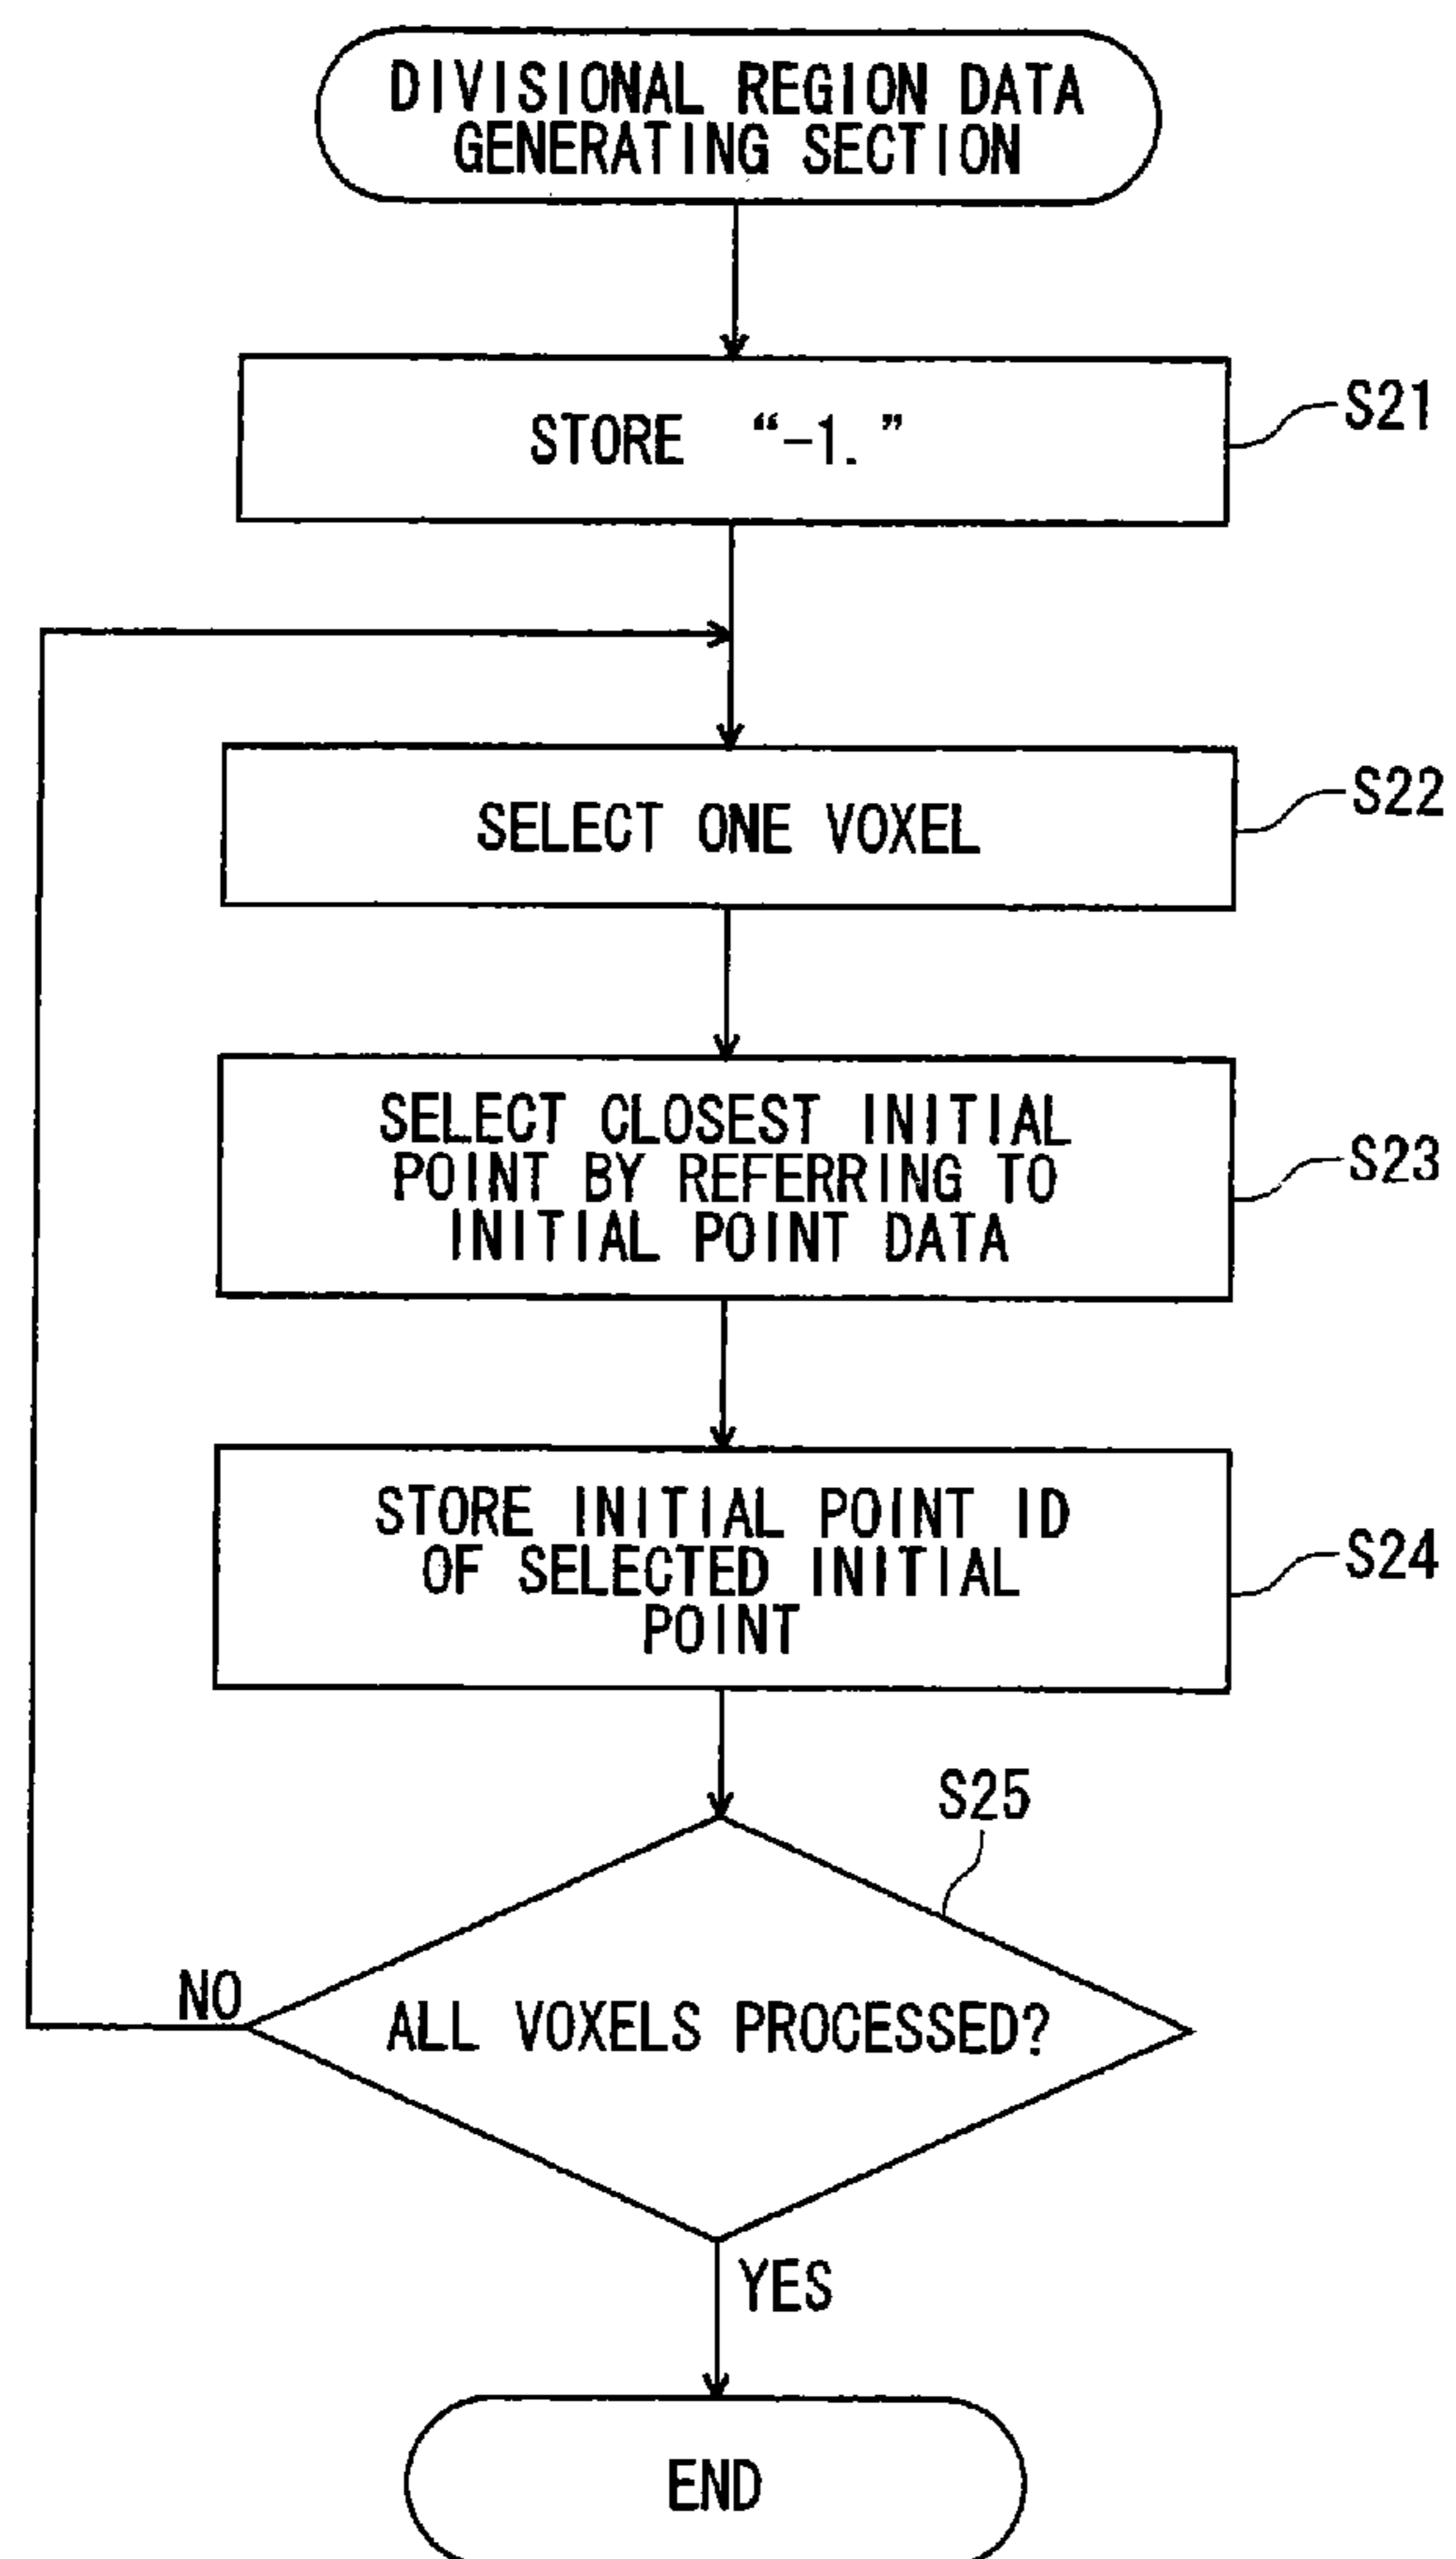 DIVISIONAL REGION DATA
GENERATING SECTION
STORE “-1.”
S21
SELECT ONE VOXEL
S22
SELECT CLOSEST INITIAL
POINT BY REFERRING TO
INITIAL POINT DATA
S23
STORE INITIAL POINT ID
OF SELECTED INITIAL
POINT
S24
S25
ALL VOXELS PROCESSED?
NO
YES
END